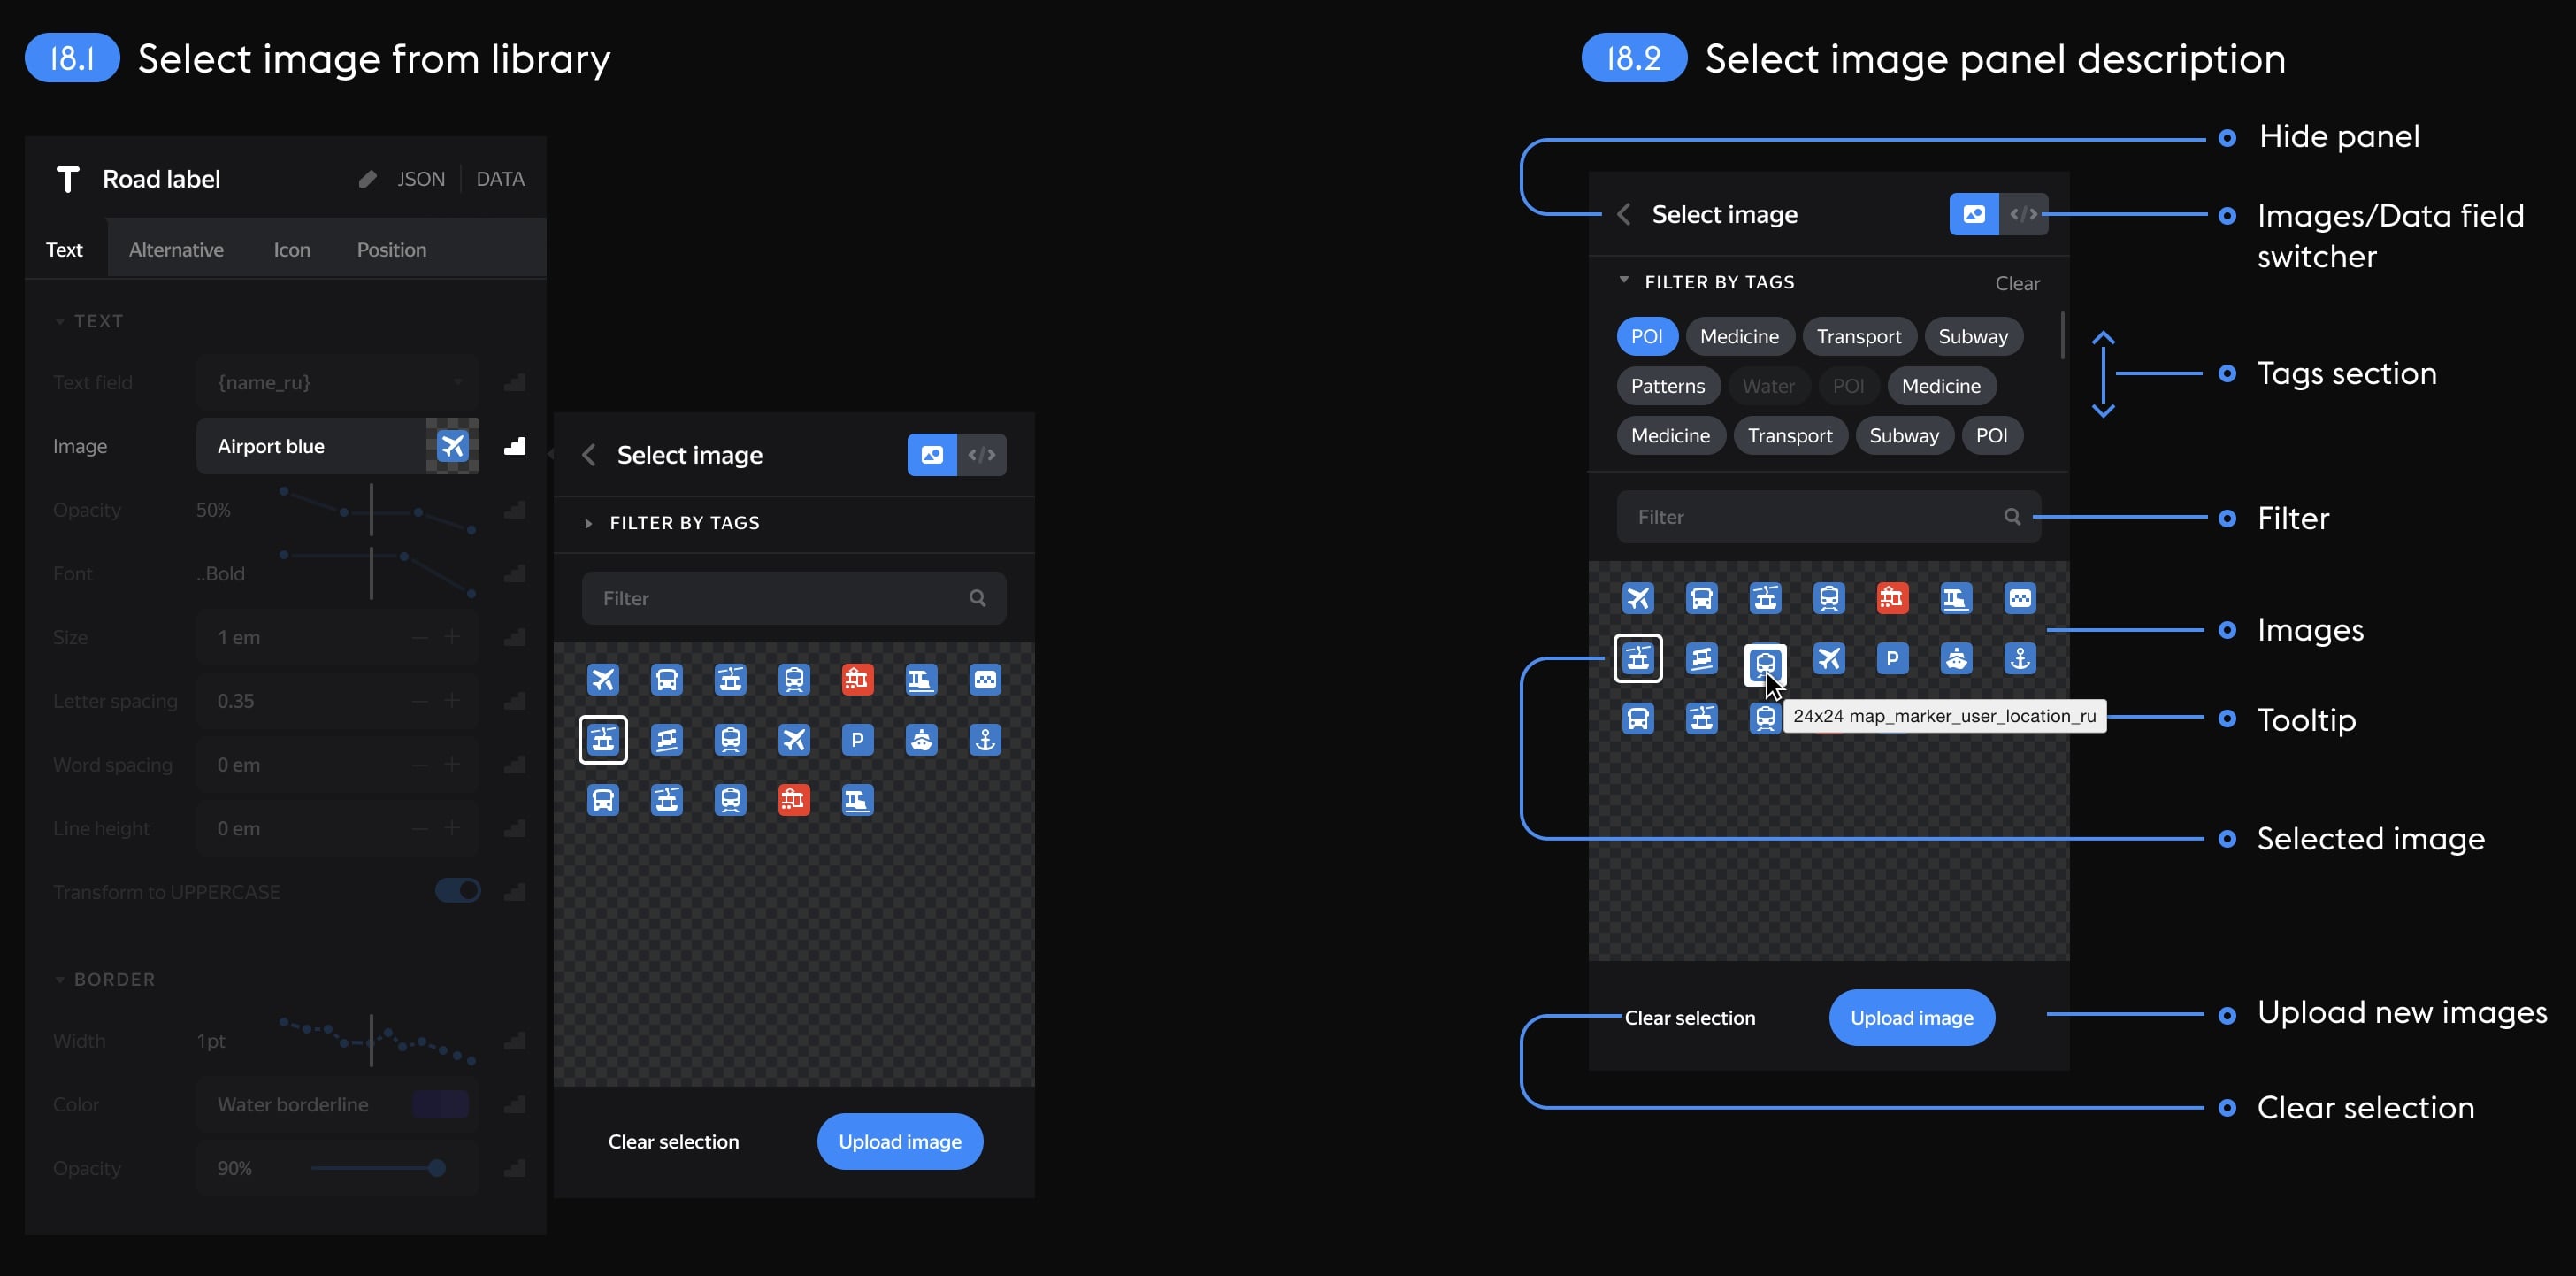 18.1 Select image from library
Road label JSON DATA
Text Alternative Icon Position
TEXT
Text field {name_ru}
Image Airport blue
Opacity 50%
Font ..Bold
Size 1 em
Letter spacing 0.35
Word spacing 0 em
Line height 0 em
Transform to UPPERCASE
BORDER
Width 1pt
Color Water borderline
Opacity 90%
Select image </>
FILTER BY TAGS
Filter
P
Clear selection Upload image
18.2 Select image panel description
Select image </>
FILTER BY TAGS Clear
POI Medicine Transport Subway
Patterns Water POI Medicine
Medicine Transport Subway POI
Filter
P
24x24 map_marker_user_location_ru
Clear selection Upload image
Hide panel
Images/Data field
switcher
Tags section
Filter
Images
Tooltip
Selected image
Upload new images
Clear selection